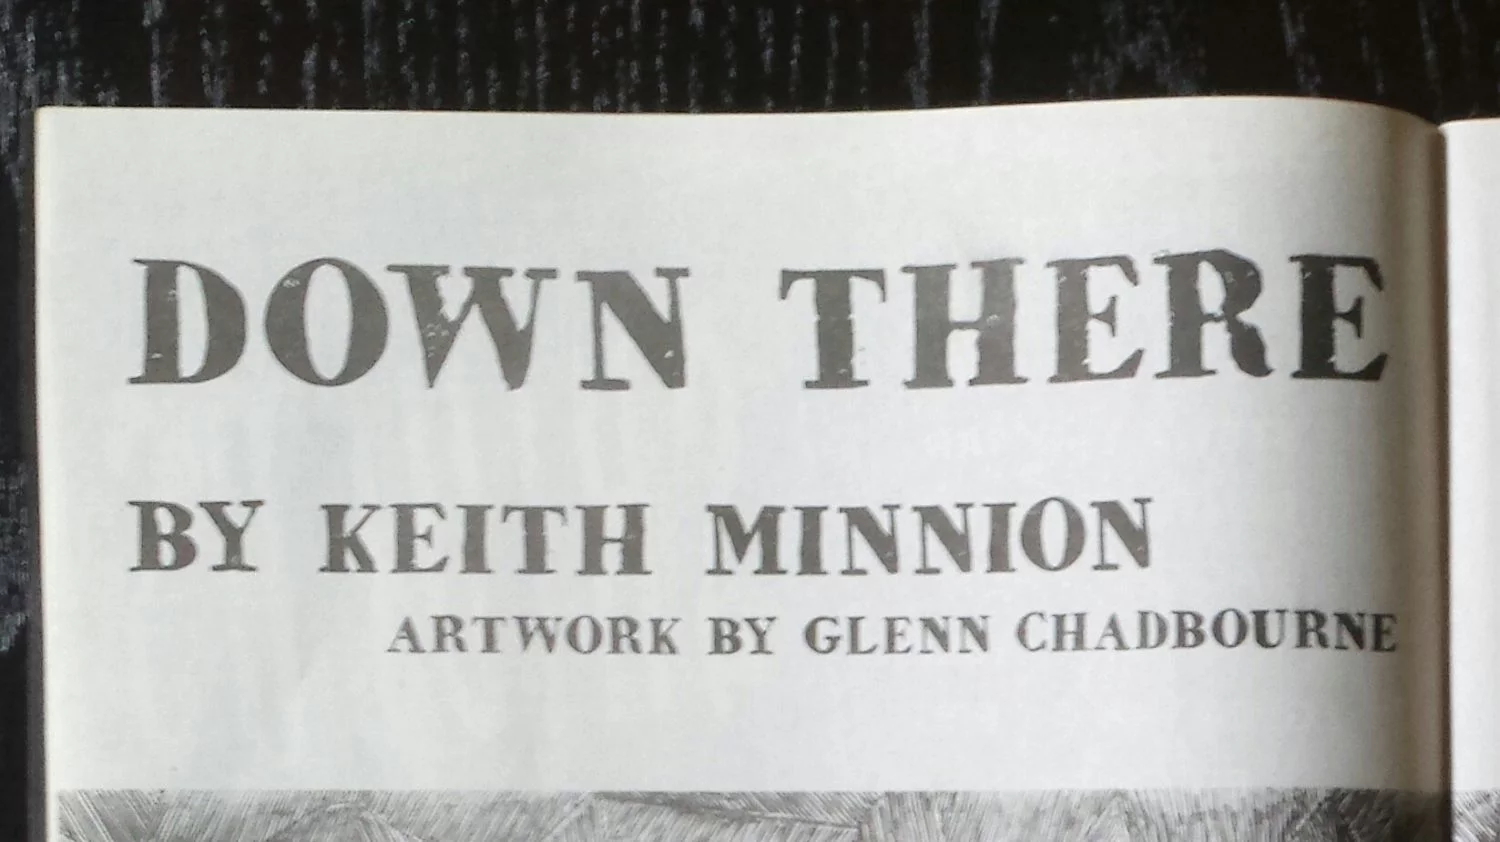 DOWN THERE
BY KEITH MINNION
ARTWORK BY GLENN CHADBOURNE